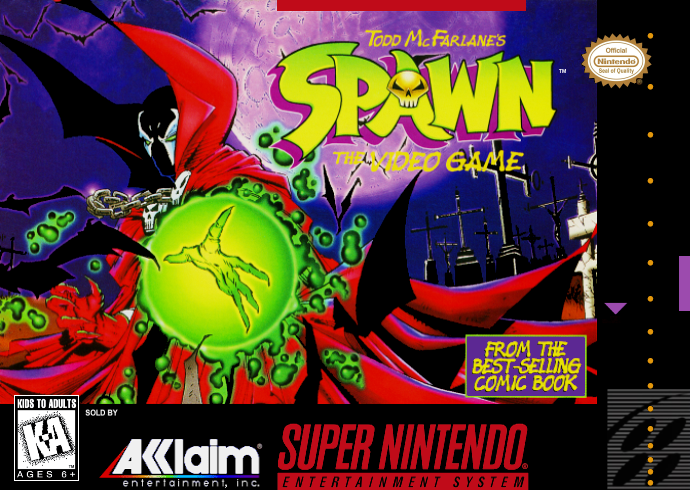 TODD MCFARLANE'S
SPAWN
TM
THE VIDEO GAME
Official
Nintendo
Seal of Quality
FROM THE
BEST-SELLING
COMIC BOOK
KIDS TO ADULTS
K-A
AGES 6+
SOLD BY
AKKlaim
entertainment, inc.
SUPER NINTENDO
ENTERTAINMENT SYSTEM